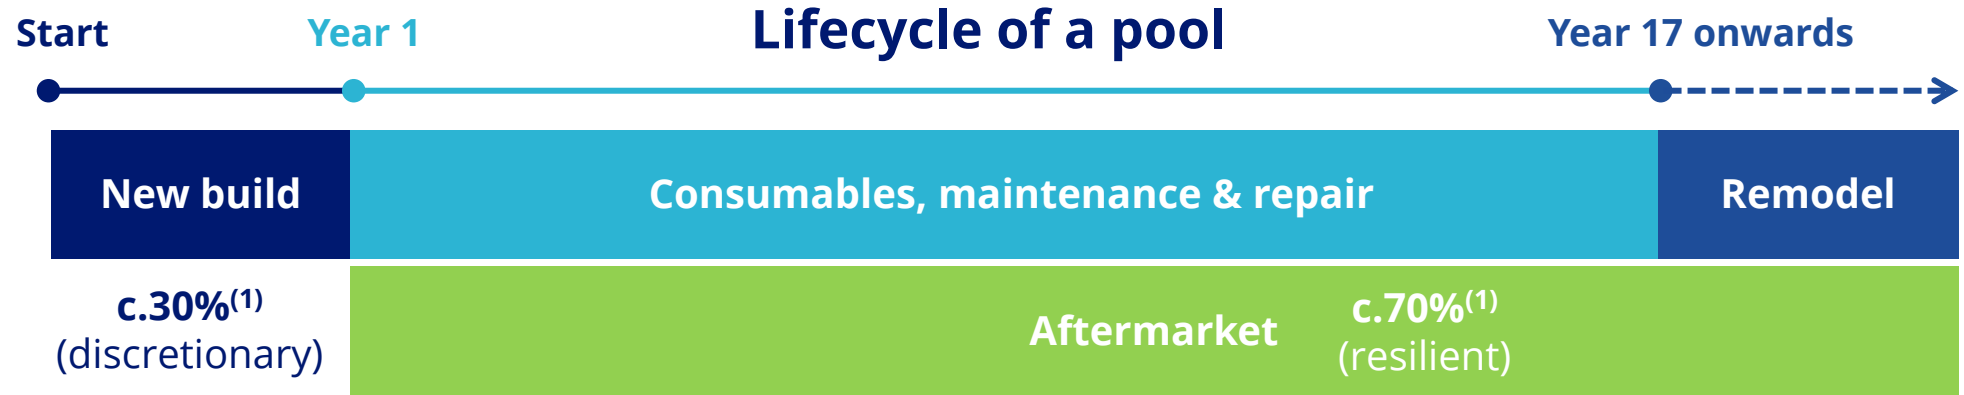 Start
Year 1
Lifecycle of a pool
Year 17 onwards
New build
Consumables, maintenance & repair
Remodel
c.30%(1)
(discretionary)
Aftermarket
c.70%(1)
(resilient)